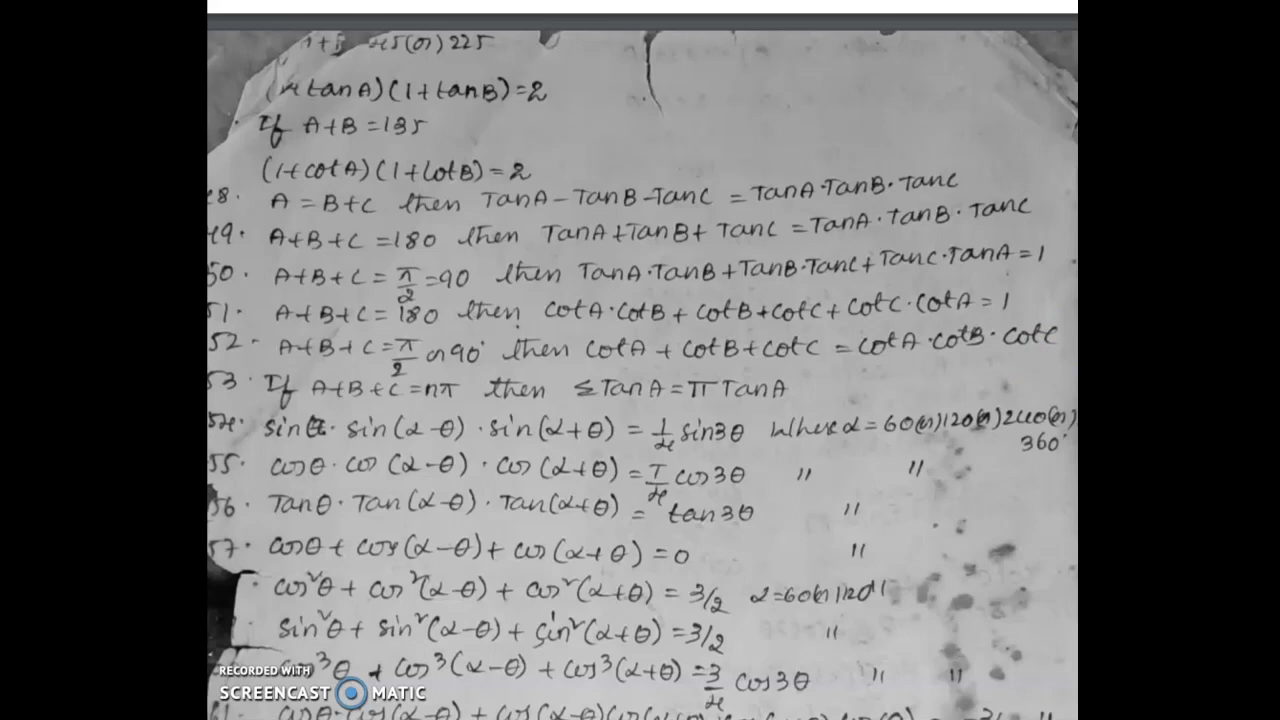 45(or) 225
tanA)(1+tanB)=2
If A+B=135
(1+cotA)(1+cotB)=2
48. A=B+C then TanA-TanB-TanC = TanA·TanB·TanC
49. A+B+C=180 then TanA+TanB+TanC=TanA·tanB·TanC
50. A+B+C=π/2=90 then TanA·TanB+TanB·TanC+TanC·TanA=1
51. A+B+C=180 then cotA·cotB+cotB+cotC+cotC·cotA=1
52. A+B+C=π/2 or 90° then cotA+cotB+cotC=cotA·cotB·cotC
53. If A+B+C=nπ then ΣTanA=πTanA
54. sinθ·sin(α-θ)·sin(α+θ)=1/4 sin3θ Where α=60(or)120(or)240(or)
360°
55. cosθ·cos(α-θ)·cos(α+θ)=1/4 cos3θ " "
56. Tanθ·Tan(α-θ)·Tan(α+θ)=tan3θ "
57. cosθ+cos(α-θ)+cos(α+θ)=0 "
cos²θ+cos²(α-θ)+cos²(α+θ)=3/2 α=60(or)120
sin²θ+sin²(α-θ)+sin²(α+θ)=3/2 "
³θ+cos³(α-θ)+cos³(α+θ)=3/4 cos3θ " "
RECORDED WITH
SCREENCAST MATIC